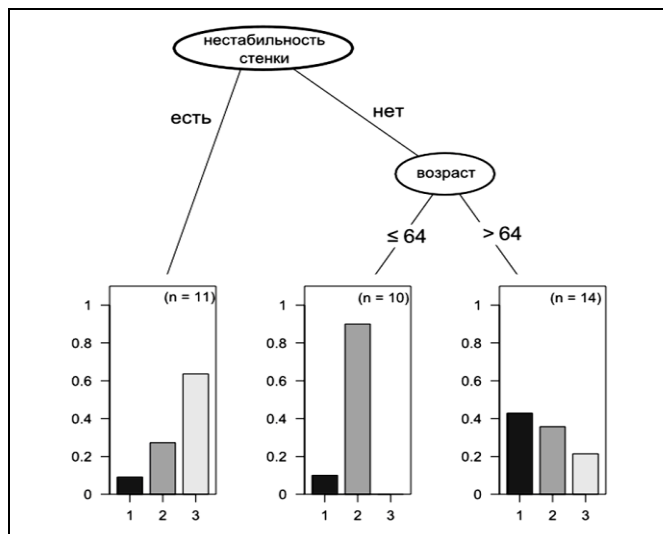 нестабильность
стенки
есть
нет
возраст
≤ 64
> 64
(n = 11)
1
0.8
0.6
0.4
0.2
0
1 2 3
(n = 10)
1
0.8
0.6
0.4
0.2
0
1 2 3
(n = 14)
1
0.8
0.6
0.4
0.2
0
1 2 3